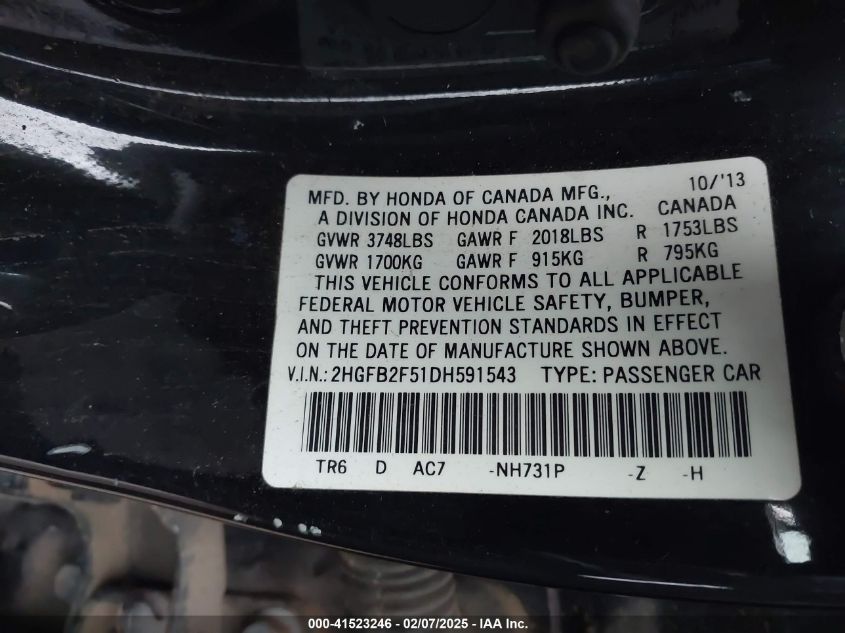 10/'13
MFD. BY HONDA OF CANADA MFG.,
A DIVISION OF HONDA CANADA INC. CANADA
GVWR 3748LBS GAWR F 2018LBS R 1753LBS
GVWR 1700KG GAWR F 915KG R 795KG
THIS VEHICLE CONFORMS TO ALL APPLICABLE
FEDERAL MOTOR VEHICLE SAFETY, BUMPER,
AND THEFT PREVENTION STANDARDS IN EFFECT
ON THE DATE OF MANUFACTURE SHOWN ABOVE.
V.I.N.: 2HGFB2F51DH591543 TYPE: PASSENGER CAR
TR6 D AC7 -NH731P -Z -H
000-41523246 - 02/07/2025 - IAA Inc.